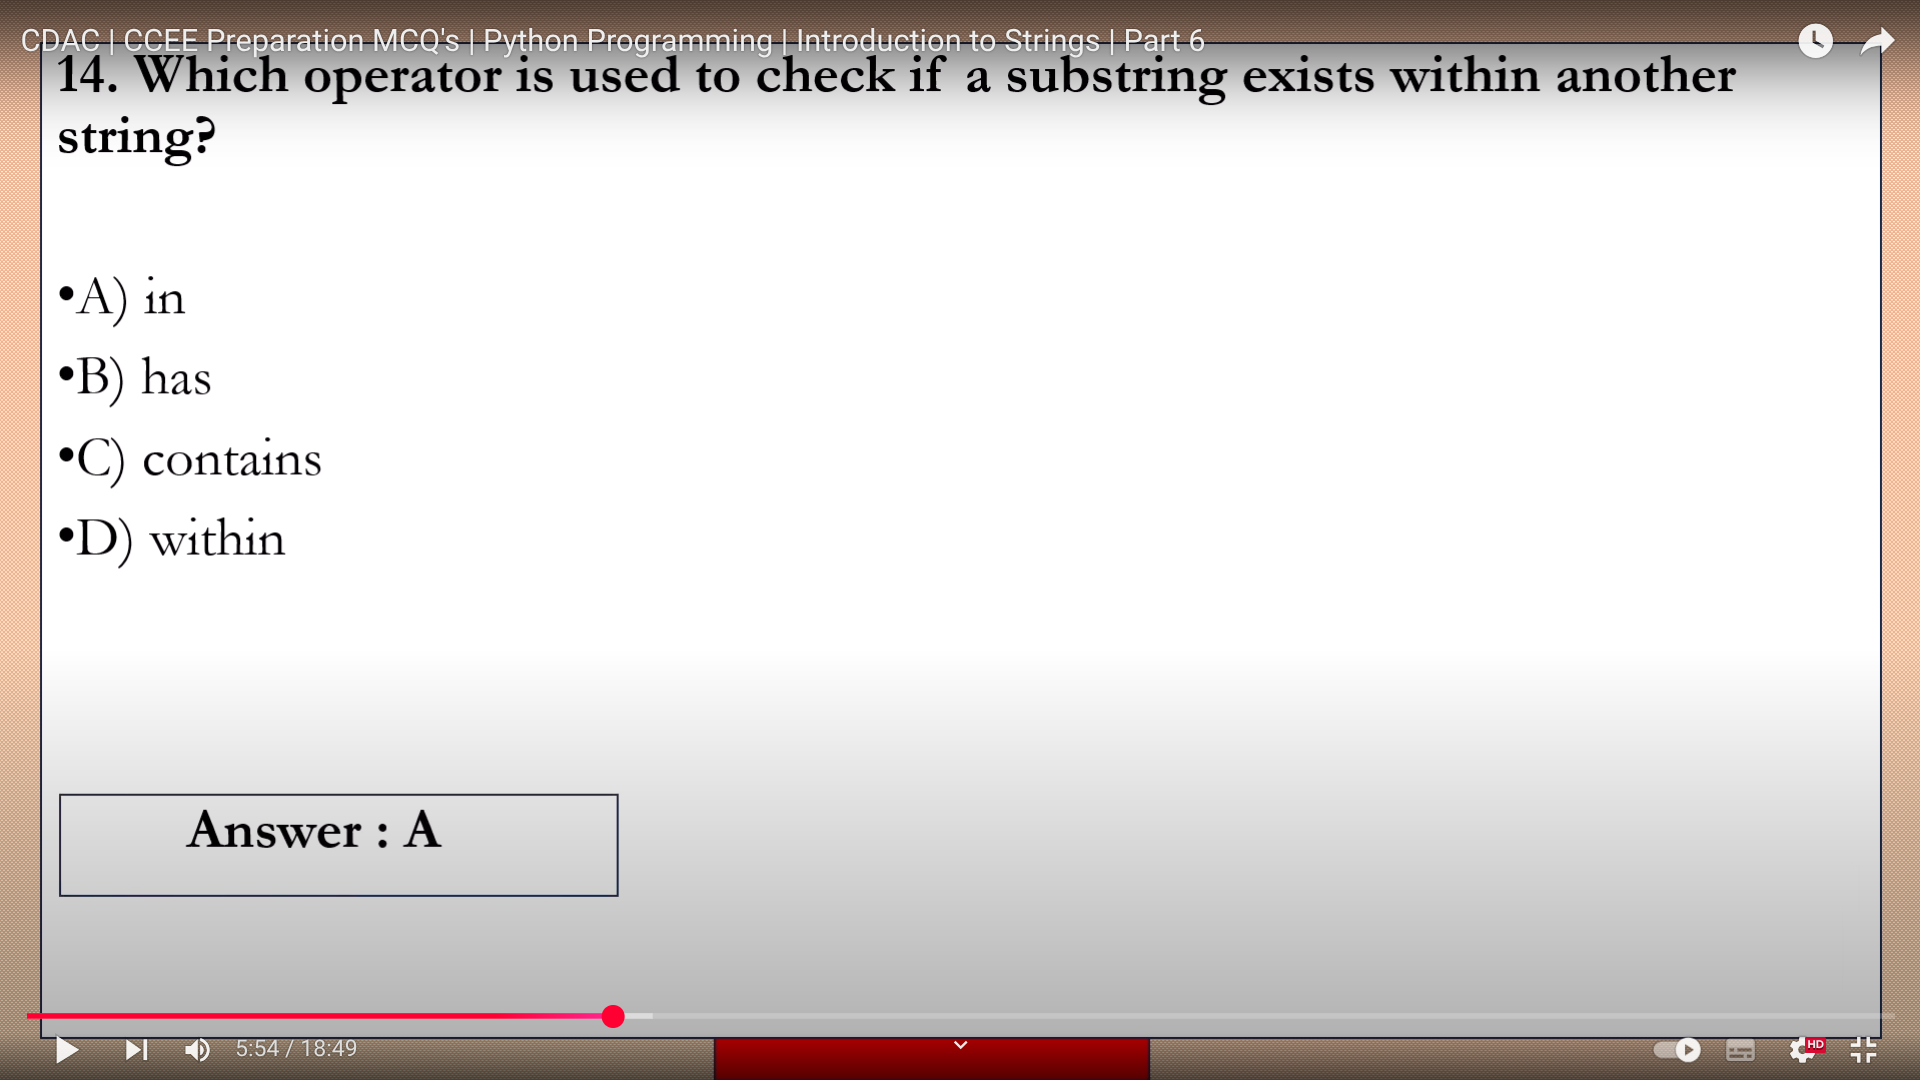 CDAC | CCEE Preparation MCQ's | Python Programming | Introduction to Strings | Part 6
14. Which operator is used to check if a substring exists within another
string?
•A) in
•B) has
•C) contains
•D) within
Answer : A
5:54 / 18:49
HD